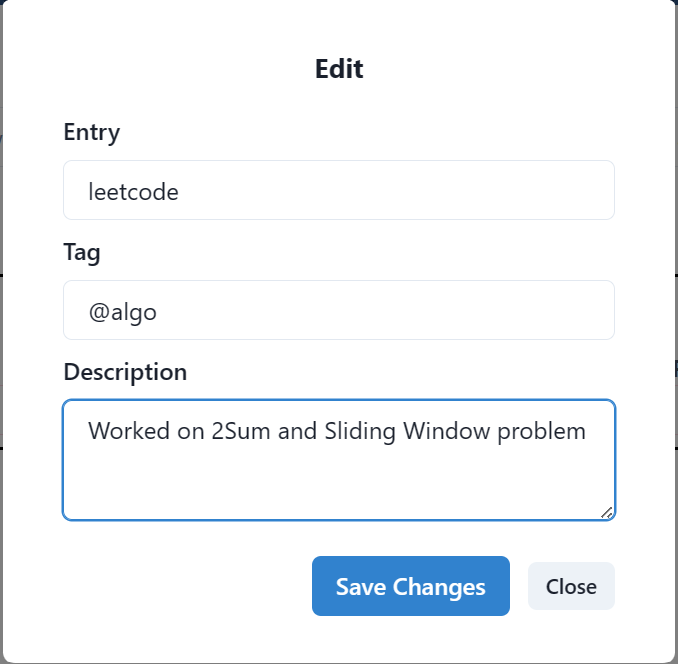 Edit
Entry
leetcode
Tag
@algo
Description
Worked on 2Sum and Sliding Window problem
Save Changes
Close